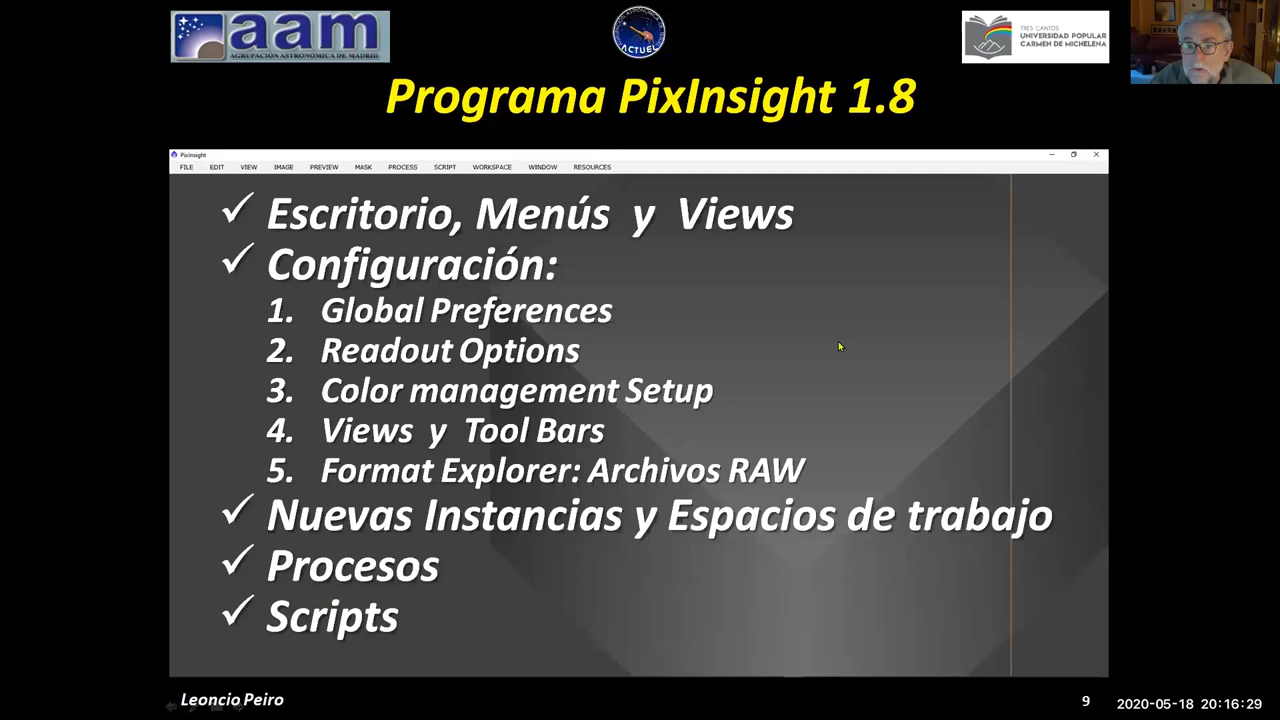 aam
AGRUPACIÓN ASTRONÓMICA DE MADRID
ACTUEL
TRES CANTOS
UNIVERSIDAD POPULAR
CARMEN DE MICHELENA
Programa PixInsight 1.8
PixInsight
FILE EDIT VIEW IMAGE PREVIEW MASK PROCESS SCRIPT WORKSPACE WINDOW RESOURCES
✓ Escritorio, Menús y Views
✓ Configuración:
1. Global Preferences
2. Readout Options
3. Color management Setup
4. Views y Tool Bars
5. Format Explorer: Archivos RAW
✓ Nuevas Instancias y Espacios de trabajo
✓ Procesos
✓ Scripts
Leoncio Peiro
9
2020-05-18 20:16:29